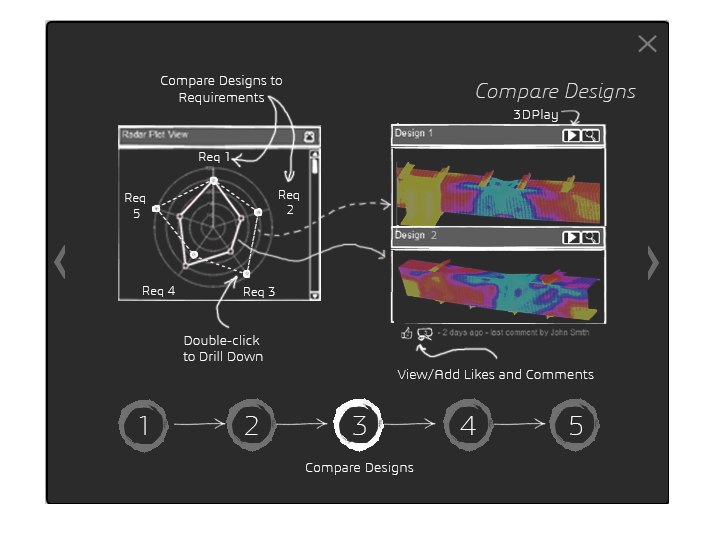 Compare Designs to
Requirements
Compare Designs
3DPlay
Radar Plot View
Design 1
Req 1
Req
2
Req
5
Design 2
Req 4
Req 3
- 2 days ago - last comment by John Smith
Double-click
to Drill Down
View/Add Likes and Comments
1
2
3
4
5
Compare Designs